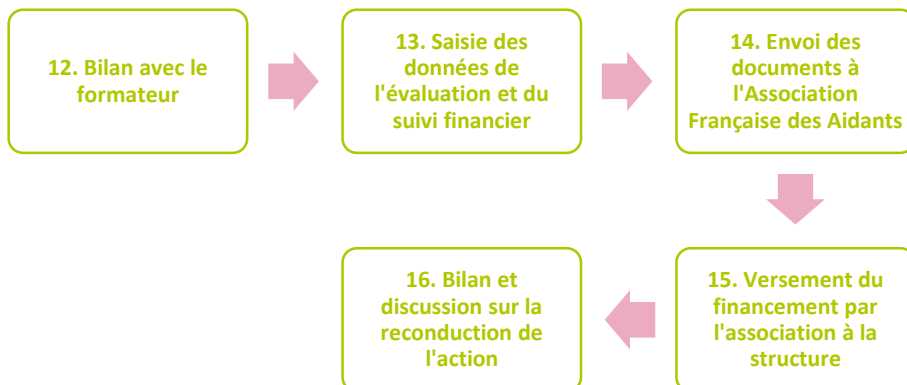 12. Bilan avec le
formateur
13. Saisie des
données de
l'évaluation et du
suivi financier
14. Envoi des
documents à
l'Association
Française des Aidants
15. Versement du
financement par
l'association à la
structure
16. Bilan et
discussion sur la
reconduction de
l'action